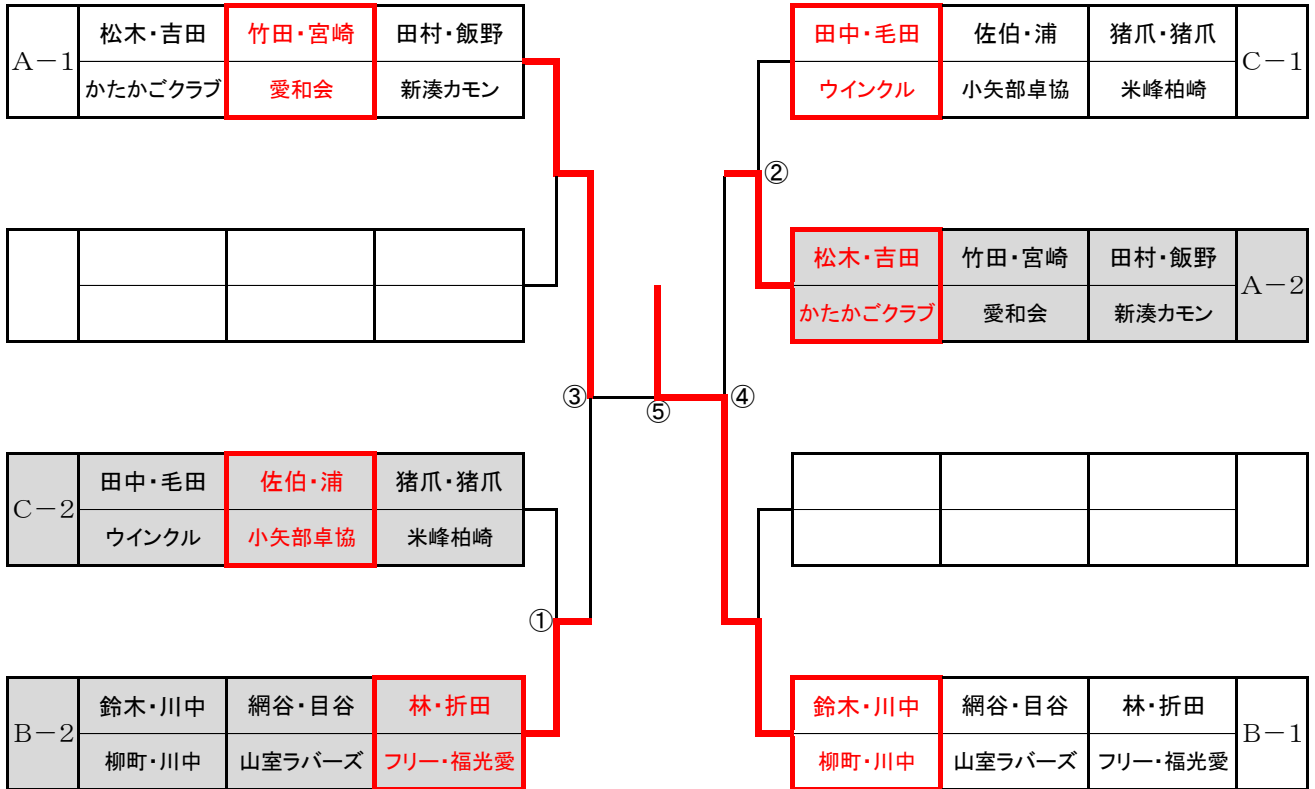 A－1
松木・吉田 竹田・宮崎 田村・飯野
かたかごクラブ 愛和会 新湊カモン
田中・毛田 佐伯・浦 猪爪・猪爪
ウインクル 小矢部卓協 米峰柏崎
C－1
②
松木・吉田 竹田・宮崎 田村・飯野
かたかごクラブ 愛和会 新湊カモン
A－2
③
⑤
④
C－2
田中・毛田 佐伯・浦 猪爪・猪爪
ウインクル 小矢部卓協 米峰柏崎
①
B－2
鈴木・川中 網谷・目谷 林・折田
柳町・川中 山室ラバーズ フリー・福光愛
鈴木・川中 網谷・目谷 林・折田
柳町・川中 山室ラバーズ フリー・福光愛
B－1